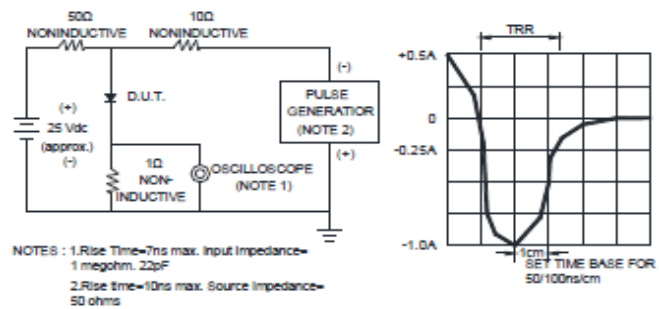 50Ω
NONINDUCTIVE
10Ω
NONINDUCTIVE
(+)
25 Vdc
(approx.)
(-)
D.U.T.
1Ω
NON-
INDUCTIVE
OSCILLOSCOPE
(NOTE 1)
(-)
PULSE
GENERATIOR
(NOTE 2)
(+)
TRR
+0.5A
0
-0.25A
-1.0A
1cm
SET TIME BASE FOR
50/100ns/cm
NOTES : 1.Rise Time=7ns max. Input Impedance=
1 megohm. 22pF
2.Rise time=10ns max. Source Impedance=
50 ohms